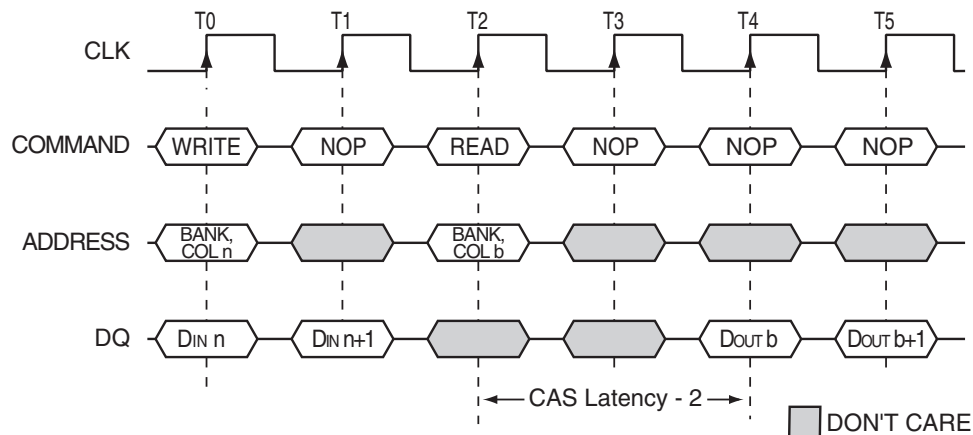 T0 T1 T2 T3 T4 T5
CLK
COMMAND WRITE NOP READ NOP NOP NOP
ADDRESS BANK, COL n BANK, COL b
DQ DIN n DIN n+1 DOUT b DOUT b+1
CAS Latency - 2
DON'T CARE